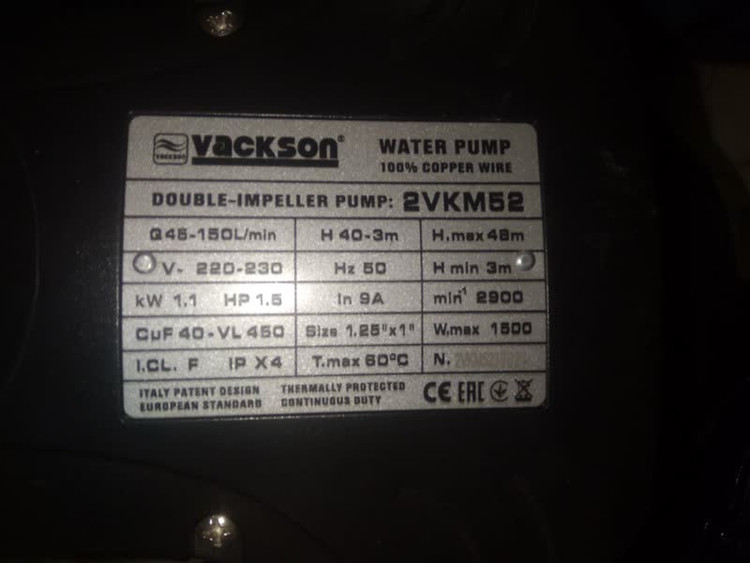 VACKSON
Vackson® WATER PUMP
100% COPPER WIRE
DOUBLE-IMPELLER PUMP: 2VKM52
Q45-150L/min H 40-3m H.max 48m
V~ 220-230 Hz 50 H min 3m
kW 1.1 HP 1.5 In 9A min⁻¹ 2900
CµF 40-VL 450 Size 1.25"x1" W.max 1500
I.CL. F IP X4 T.max 60°C N.
ITALY PATENT DESIGN THERMALLY PROTECTED
EUROPEAN STANDARD CONTINUOUS DUTY CE EAC